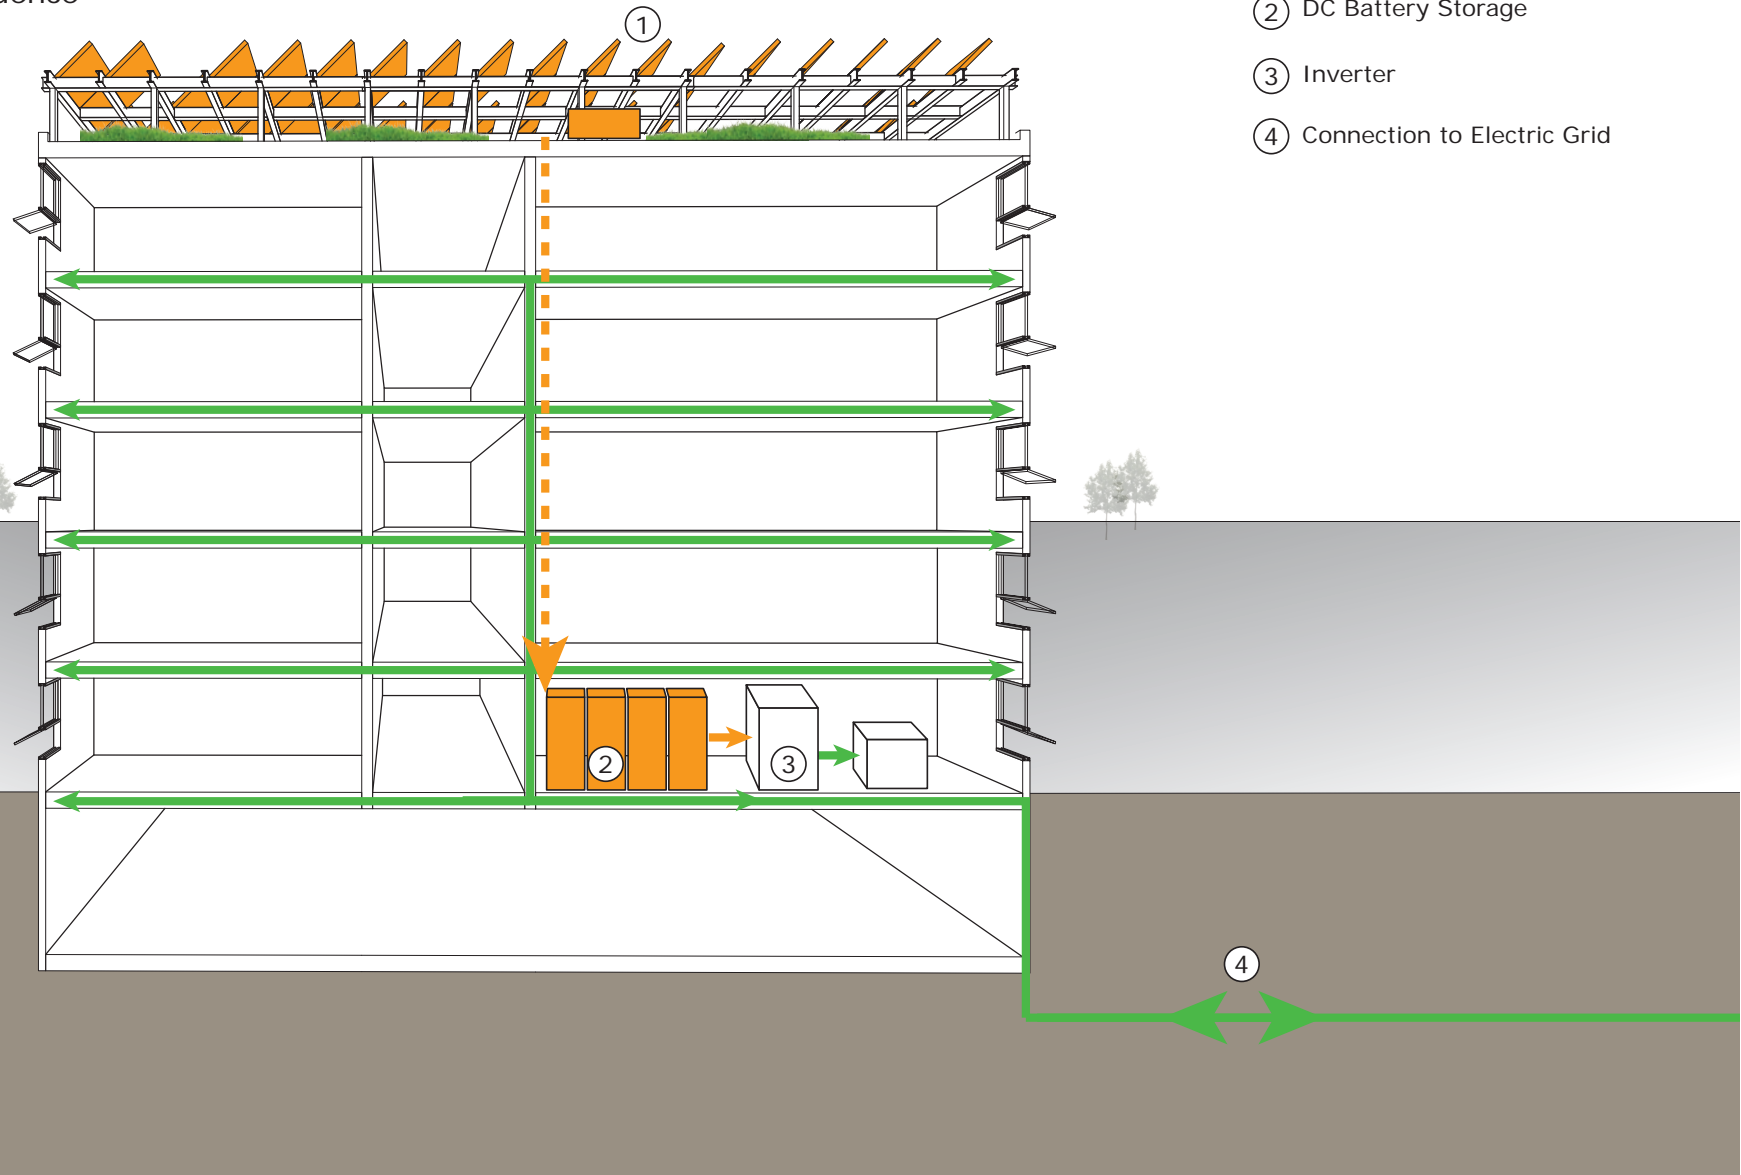 1
2 DC Battery Storage
3 Inverter
4 Connection to Electric Grid
2
3
4